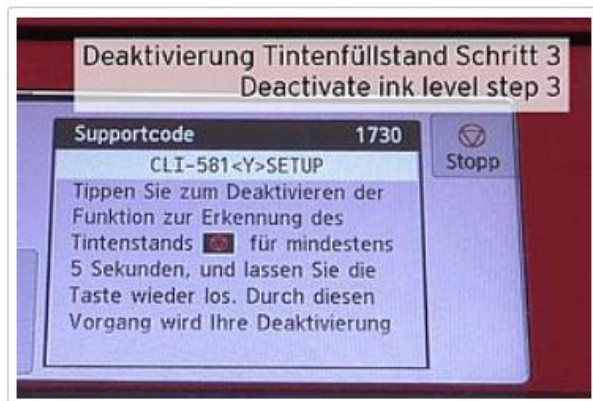 Deaktivierung Tintenfüllstand Schritt 3
Deactivate ink level step 3
Supportcode 1730
Stopp
CLI-581<Y>SETUP
Tippen Sie zum Deaktivieren der
Funktion zur Erkennung des
Tintenstands für mindestens
5 Sekunden, und lassen Sie die
Taste wieder los. Durch diesen
Vorgang wird Ihre Deaktivierung